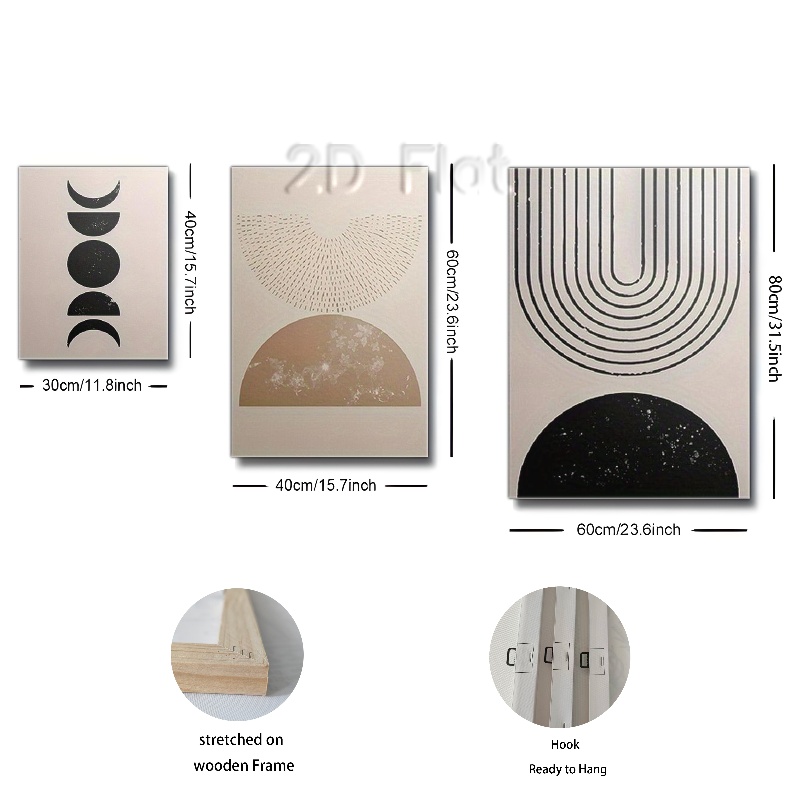 2D Flat
40cm/15.7inch
30cm/11.8inch
60cm/23.6inch
40cm/15.7inch
80cm/31.5inch
60cm/23.6inch
stretched on
wooden Frame
Hook
Ready to Hang